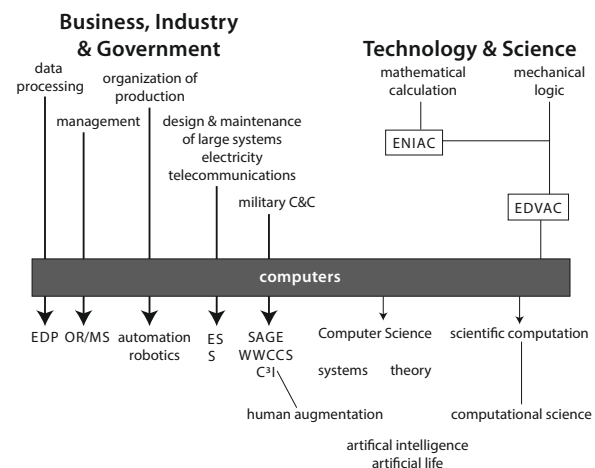 Business, Industry
& Government
Technology & Science
data
processing
organization of
production
management
design & maintenance
of large systems
electricity
telecommunications
military C&C
mathematical
calculation
mechanical
logic
ENIAC
EDVAC
computers
EDP
OR/MS
automation
robotics
ES
S
SAGE
WWCCS
C³I
Computer Science
systems
theory
scientific computation
human augmentation
computational science
artifical intelligence
artificial life